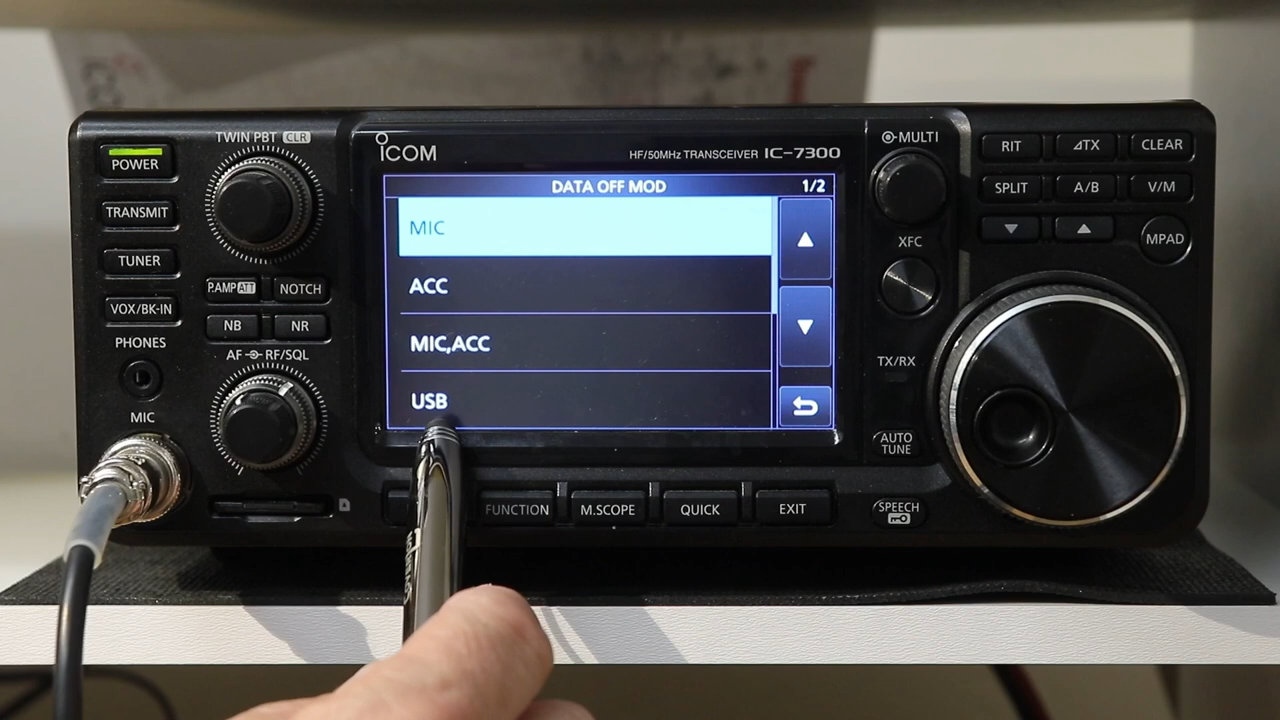 TWIN PBT CLR
POWER
TRANSMIT
TUNER
VOX/BK-IN
PHONES
MIC
P.AMP ATT
NOTCH
NB
NR
AF RF/SQL
ICOM
HF/50MHz TRANSCEIVER IC-7300
DATA OFF MOD
1/2
MIC
ACC
MIC,ACC
USB
FUNCTION
M.SCOPE
QUICK
EXIT
MULTI
XFC
TX/RX
AUTO
TUNE
SPEECH
RIT
⊿TX
CLEAR
SPLIT
A/B
V/M
MPAD